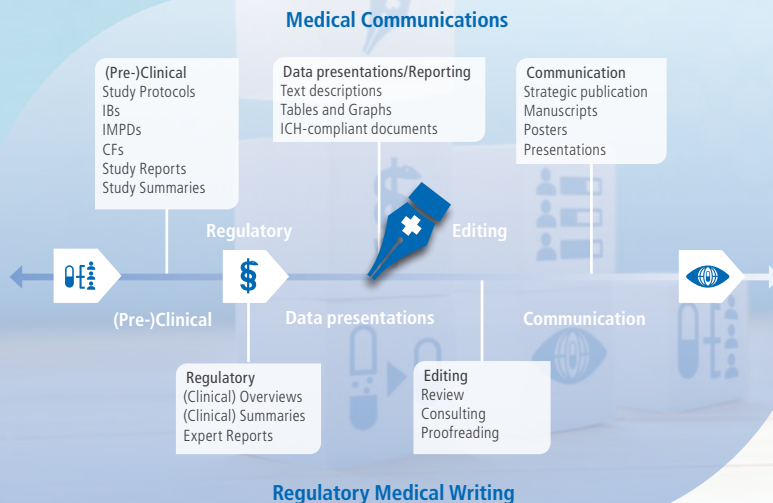 Medical Communications
(Pre-)Clinical
Study Protocols
IBs
IMPDs
CFs
Study Reports
Study Summaries
Data presentations/Reporting
Text descriptions
Tables and Graphs
ICH-compliant documents
Communication
Strategic publication
Manuscripts
Posters
Presentations
Regulatory
Editing
§
(Pre-)Clinical
Data presentations
Communication
Regulatory
(Clinical) Overviews
(Clinical) Summaries
Expert Reports
Editing
Review
Consulting
Proofreading
Regulatory Medical Writing